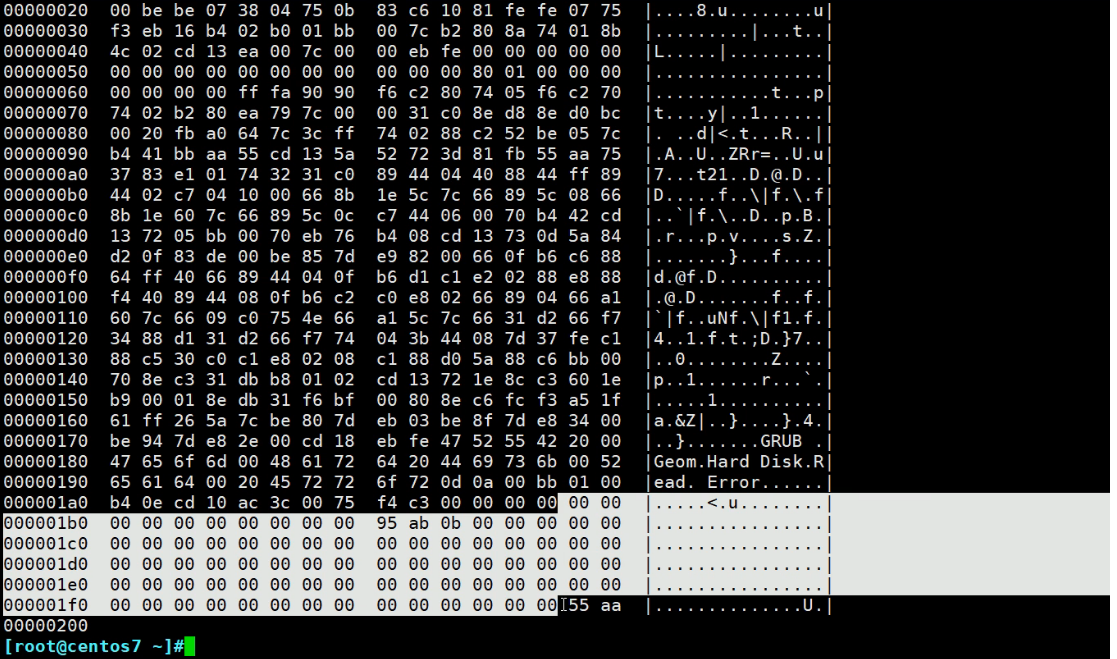 00000020  00 be be 07 38 04 75 0b  83 c6 10 81 fe fe 07 75  |....8.u........u|
00000030  f3 eb 16 b4 02 b0 01 bb  00 7c b2 80 8a 74 01 8b  |.........|...t..|
00000040  4c 02 cd 13 ea 00 7c 00  00 eb fe 00 00 00 00 00  |L.....|.........|
00000050  00 00 00 00 00 00 00 00  00 00 00 80 01 00 00 00  |................|
00000060  00 00 00 00 ff fa 90 90  f6 c2 80 74 05 f6 c2 70  |...........t...p|
00000070  74 02 b2 80 ea 79 7c 00  00 31 c0 8e d8 8e d0 bc  |t....y|..1......|
00000080  00 20 fb a0 64 7c 3c ff  74 02 88 c2 52 be 05 7c  |. ..d|<.t...R..||
00000090  b4 41 bb aa 55 cd 13 5a  52 72 3d 81 fb 55 aa 75  |.A..U..ZRr=..U.u|
000000a0  37 83 e1 01 74 32 31 c0  89 44 04 40 88 44 ff 89  |7...t21..D.@.D..|
000000b0  44 02 c7 04 10 00 66 8b  1e 5c 7c 66 89 5c 08 66  |D.....f..\|f.\.f|
000000c0  8b 1e 60 7c 66 89 5c 0c  c7 44 06 00 70 b4 42 cd  |..`|f.\..D..p.B.|
000000d0  13 72 05 bb 00 70 eb 76  b4 08 cd 13 73 0d 5a 84  |.r...p.v....s.Z.|
000000e0  d2 0f 83 de 00 be 85 7d  e9 82 00 66 0f b6 c6 88  |.......}...f....|
000000f0  64 ff 40 66 89 44 04 0f  b6 d1 c1 e2 02 88 e8 88  |d.@f.D..........|
00000100  f4 40 89 44 08 0f b6 c2  c0 e8 02 66 89 04 66 a1  |.@.D.......f..f.|
00000110  60 7c 66 09 c0 75 4e 66  a1 5c 7c 66 31 d2 66 f7  |`|f..uNf.\|f1.f.|
00000120  34 88 d1 31 d2 66 f7 74  04 3b 44 08 7d 37 fe c1  |4..1.f.t.;D.}7..|
00000130  88 c5 30 c0 c1 e8 02 08  c1 88 d0 5a 88 c6 bb 00  |..0........Z....|
00000140  70 8e c3 31 db b8 01 02  cd 13 72 1e 8c c3 60 1e  |p..1......r...`.|
00000150  b9 00 01 8e db 31 f6 bf  00 80 8e c6 fc f3 a5 1f  |.....1..........|
00000160  61 ff 26 5a 7c be 80 7d  eb 03 be 8f 7d e8 34 00  |a.&Z|..}....}.4.|
00000170  be 94 7d e8 2e 00 cd 18  eb fe 47 52 55 42 20 00  |..}.......GRUB .|
00000180  47 65 6f 6d 00 48 61 72  64 20 44 69 73 6b 00 52  |Geom.Hard Disk.R|
00000190  65 61 64 00 20 45 72 72  6f 72 0d 0a 00 bb 01 00  |ead. Error......|
000001a0  b4 0e cd 10 ac 3c 00 75  f4 c3 00 00 00 00 00 00  |.....<.u........|
000001b0  00 00 00 00 00 00 00 00  95 ab 0b 00 00 00 00 00  |................|
000001c0  00 00 00 00 00 00 00 00  00 00 00 00 00 00 00 00  |................|
000001d0  00 00 00 00 00 00 00 00  00 00 00 00 00 00 00 00  |................|
000001e0  00 00 00 00 00 00 00 00  00 00 00 00 00 00 00 00  |................|
000001f0  00 00 00 00 00 00 00 00  00 00 00 00 00 00 55 aa  |..............U.|
00000200
[root@centos7 ~]#